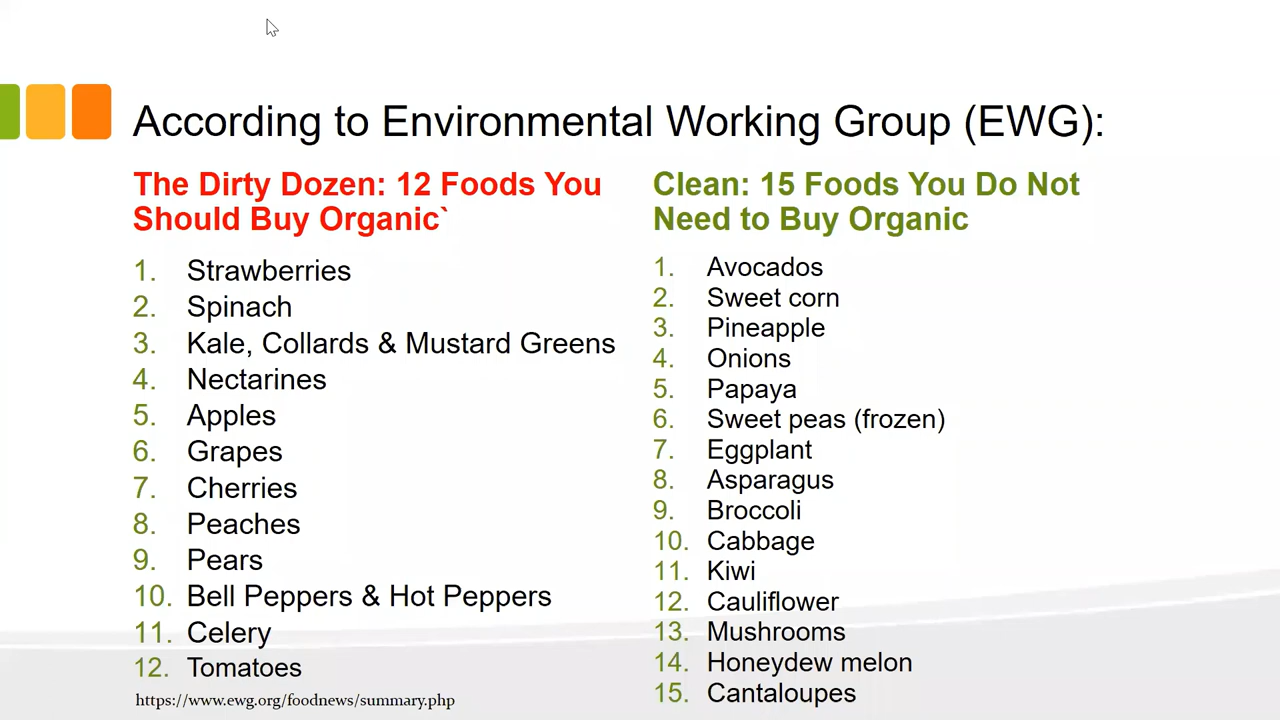 According to Environmental Working Group (EWG):
The Dirty Dozen: 12 Foods You
Should Buy Organic`
1. Strawberries
2. Spinach
3. Kale, Collards & Mustard Greens
4. Nectarines
5. Apples
6. Grapes
7. Cherries
8. Peaches
9. Pears
10. Bell Peppers & Hot Peppers
11. Celery
12. Tomatoes
https://www.ewg.org/foodnews/summary.php
Clean: 15 Foods You Do Not
Need to Buy Organic
1. Avocados
2. Sweet corn
3. Pineapple
4. Onions
5. Papaya
6. Sweet peas (frozen)
7. Eggplant
8. Asparagus
9. Broccoli
10. Cabbage
11. Kiwi
12. Cauliflower
13. Mushrooms
14. Honeydew melon
15. Cantaloupes